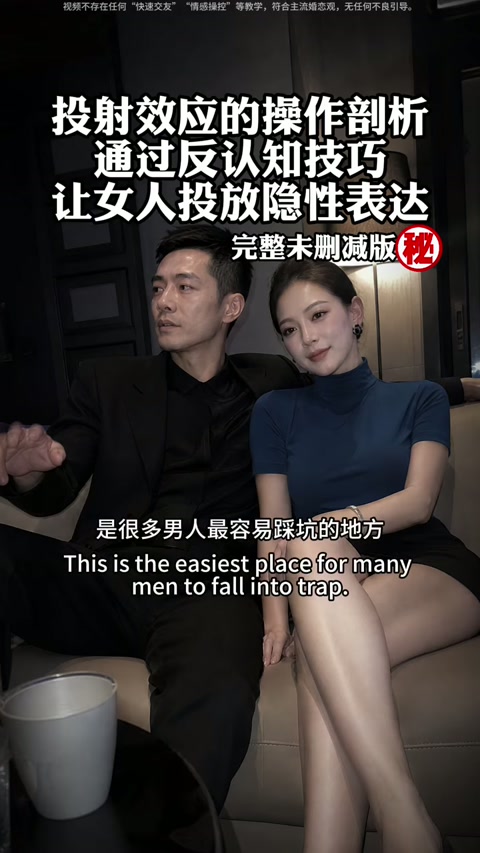 视频不存在任何“快速交友”“情感操控”等教学，符合主流婚恋观，无任何不良引导。
投射效应的操作剖析
通过反认知技巧
让女人投放隐性表达
完整未删减版 秘
是很多男人最容易踩坑的地方
This is the easiest place for many
men to fall into trap.